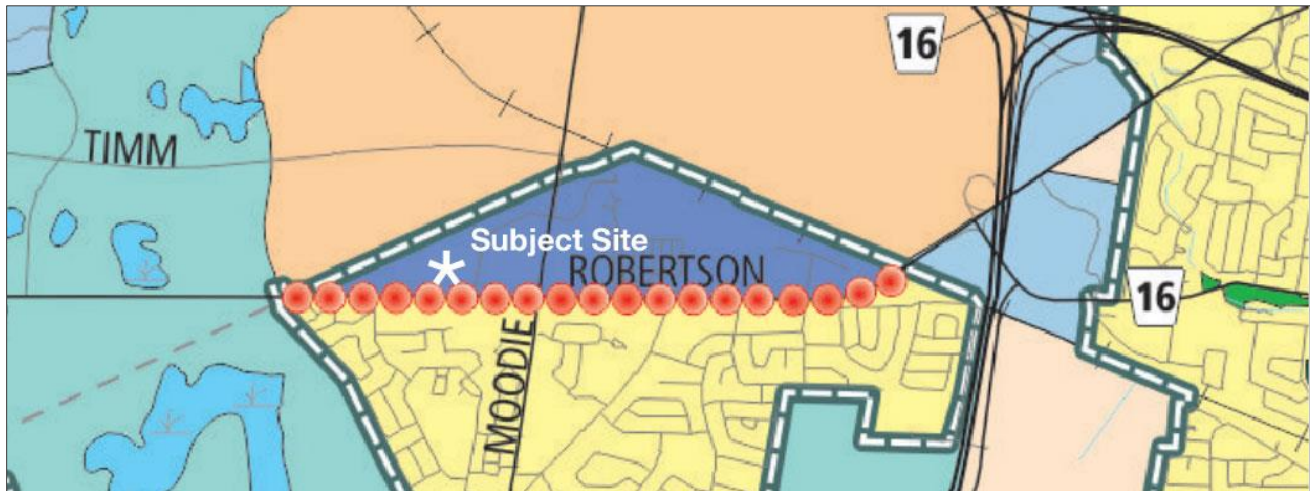 16
TIMM
Subject Site
ROBERTSON
16
MOODIE